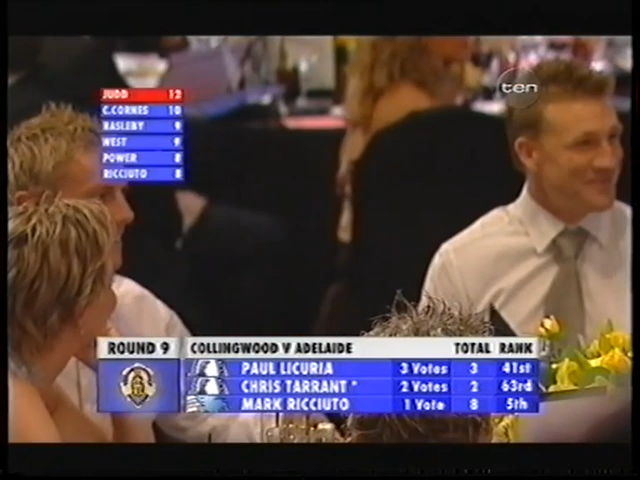 ten
JUDD 12
C.CORNES 10
HASLEBY 9
WEST 9
POWER 8
RICCIUTO 8
ROUND 9 COLLINGWOOD V ADELAIDE TOTAL RANK
PAUL LICURIA 3 Votes 3 41st
CHRIS TARRANT * 2 Votes 2 63rd
MARK RICCIUTO 1 Vote 8 5th